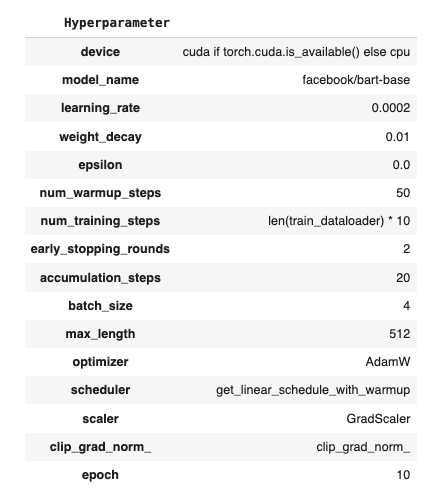 Hyperparameter
device cuda if torch.cuda.is_available() else cpu
model_name facebook/bart-base
learning_rate 0.0002
weight_decay 0.01
epsilon 0.0
num_warmup_steps 50
num_training_steps len(train_dataloader) * 10
early_stopping_rounds 2
accumulation_steps 20
batch_size 4
max_length 512
optimizer AdamW
scheduler get_linear_schedule_with_warmup
scaler GradScaler
clip_grad_norm_ clip_grad_norm_
epoch 10